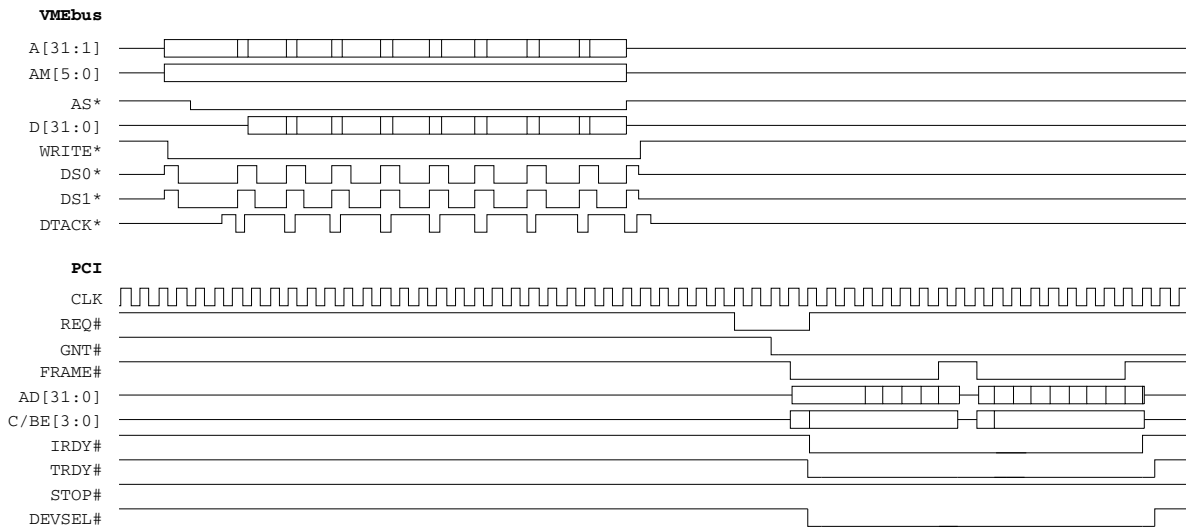 VMEbus
A[31:1]
AM[5:0]
AS*
D[31:0]
WRITE*
DS0*
DS1*
DTACK*
PCI
CLK
REQ#
GNT#
FRAME#
AD[31:0]
C/BE[3:0]
IRDY#
TRDY#
STOP#
DEVSEL#